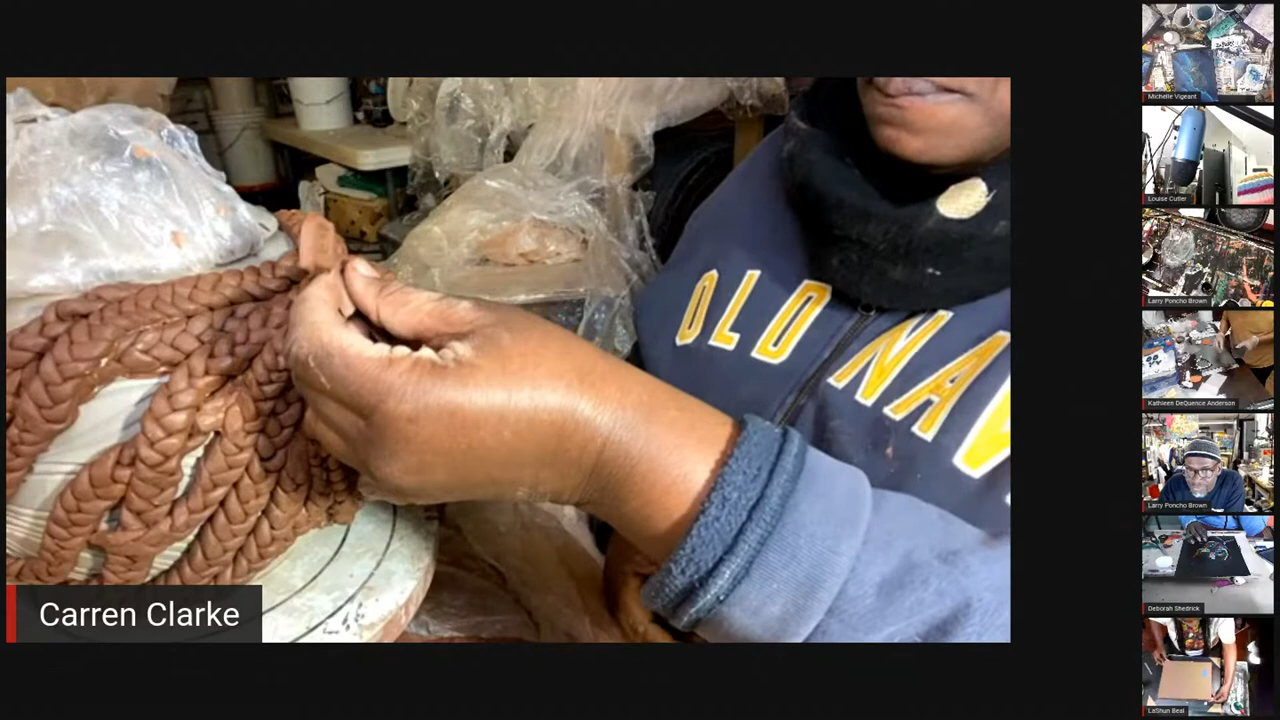 OLD NAV
Carren Clarke
Michelle Vigeant
Louise Cutler
Larry Poncho Brown
Kathleen DeQuence Anderson
Larry Poncho Brown
Deborah Shedrick
LaShun Beal